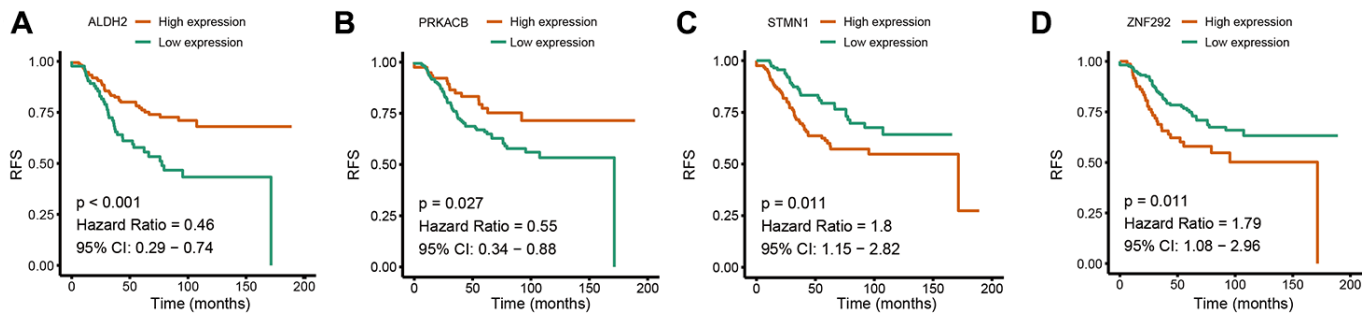 A
ALDH2
High expression
Low expression
RFS
1.00
0.75
0.50
0.25
0.00
p < 0.001
Hazard Ratio = 0.46
95% CI: 0.29 − 0.74
0
50
100
150
200
Time (months)
B
PRKACB
High expression
Low expression
RFS
1.00
0.75
0.50
0.25
0.00
p = 0.027
Hazard Ratio = 0.55
95% CI: 0.34 − 0.88
0
50
100
150
200
Time (months)
C
STMN1
High expression
Low expression
RFS
1.00
0.75
0.50
0.25
0.00
p = 0.011
Hazard Ratio = 1.8
95% CI: 1.15 − 2.82
0
50
100
150
200
Time (months)
D
ZNF292
High expression
Low expression
RFS
1.00
0.75
0.50
0.25
0.00
p = 0.011
Hazard Ratio = 1.79
95% CI: 1.08 − 2.96
0
50
100
150
200
Time (months)